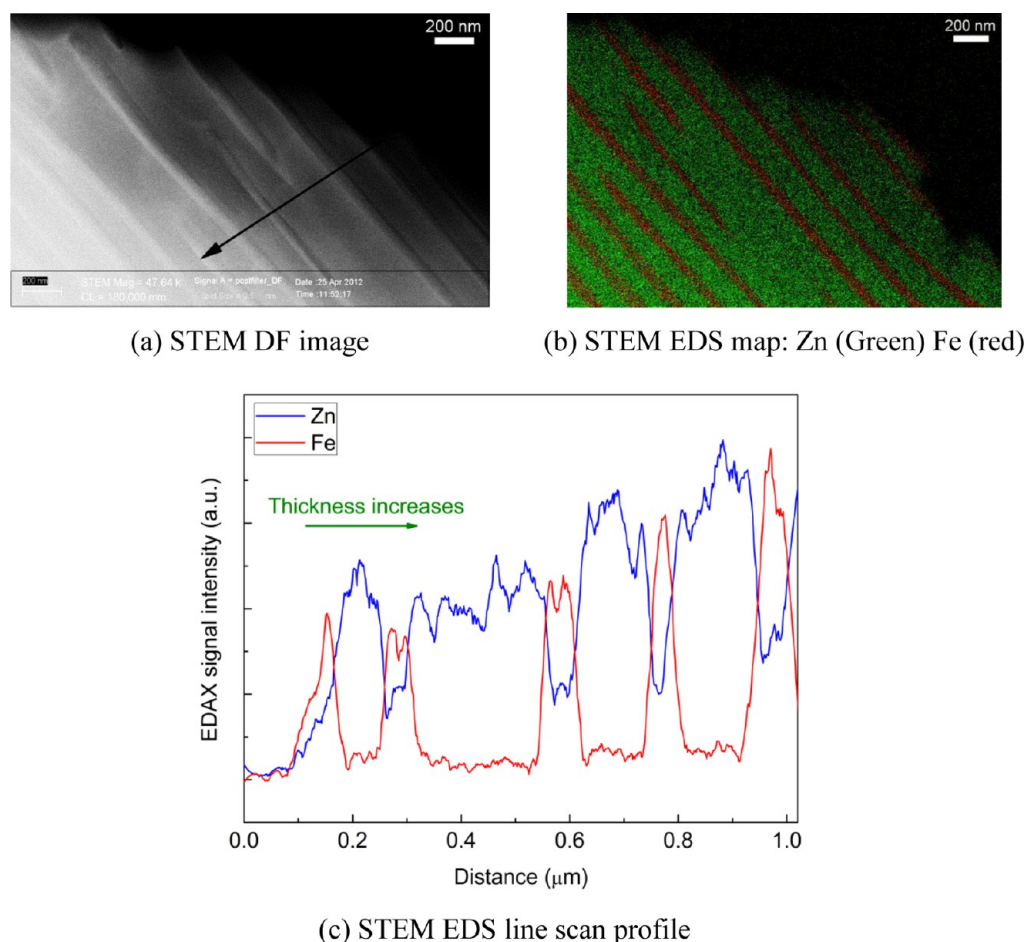 200 nm
200 nm
200 nm
STEM Mag = 47.64 k
Signal A = postfilter_DF
Date :25 Apr 2012
CL = 180.000 mm
Time :11:53:17
(a) STEM DF image
(b) STEM EDS map: Zn (Green) Fe (red)
Zn
Fe
Thickness increases
EDAX signal intensity (a.u.)
0.0 0.2 0.4 0.6 0.8 1.0
Distance (μm)
(c) STEM EDS line scan profile